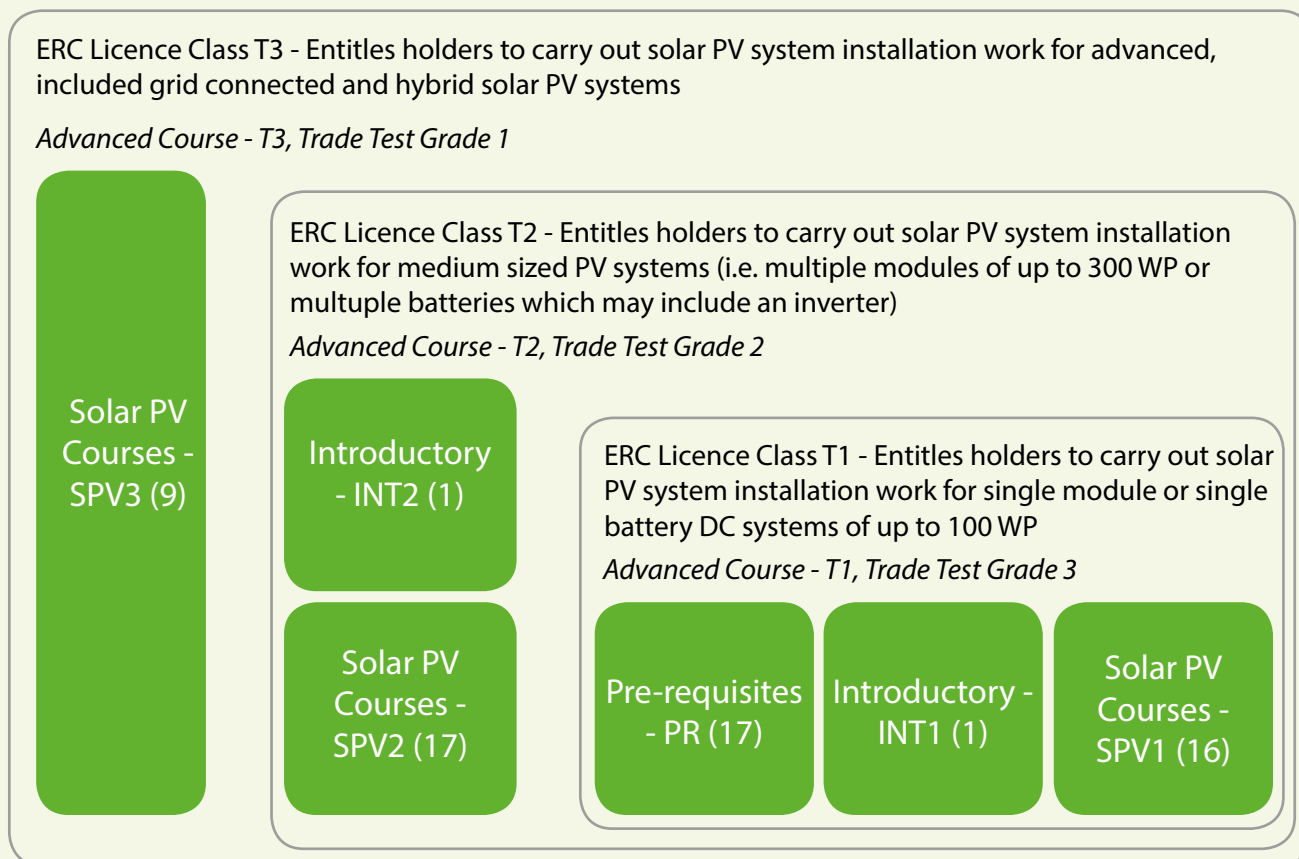 ERC Licence Class T3 - Entitles holders to carry out solar PV system installation work for advanced,
included grid connected and hybrid solar PV systems
Advanced Course - T3, Trade Test Grade 1
Solar PV
Courses -
SPV3 (9)
ERC Licence Class T2 - Entitles holders to carry out solar PV system installation
work for medium sized PV systems (i.e. multiple modules of up to 300 WP or
multuple batteries which may include an inverter)
Advanced Course - T2, Trade Test Grade 2
Introductory
- INT2 (1)
Solar PV
Courses -
SPV2 (17)
ERC Licence Class T1 - Entitles holders to carry out solar
PV system installation work for single module or single
battery DC systems of up to 100 WP
Advanced Course - T1, Trade Test Grade 3
Pre-requisites
- PR (17)
Introductory -
INT1 (1)
Solar PV
Courses -
SPV1 (16)